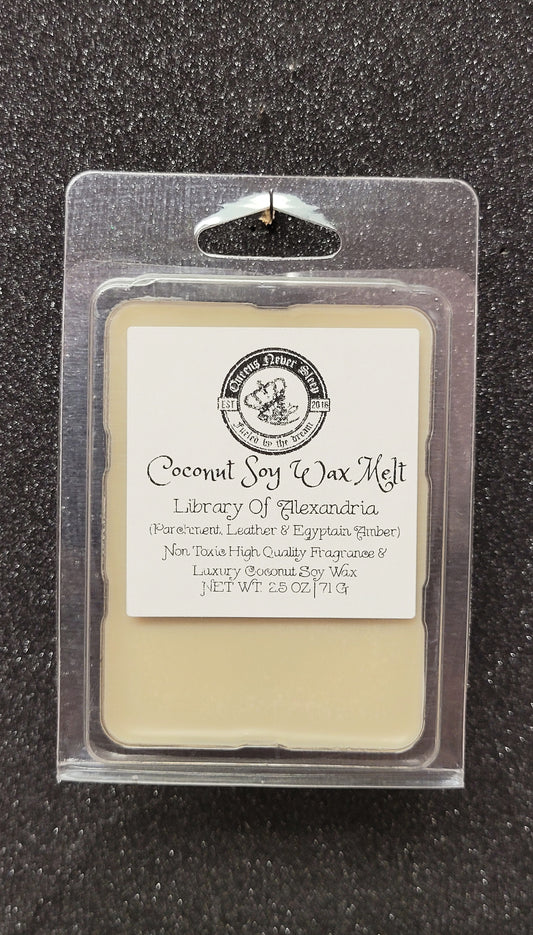 Queens Never Sleep
EST 2016
Fueled by the dream
Coconut Soy Wax Melt
Library Of Alexandria
(Parchment, Leather & Egyptain Amber)
Non Toxic High Quality Fragrance &
Luxury Coconut Soy Wax
NET WT. 2.5 OZ | 71 G